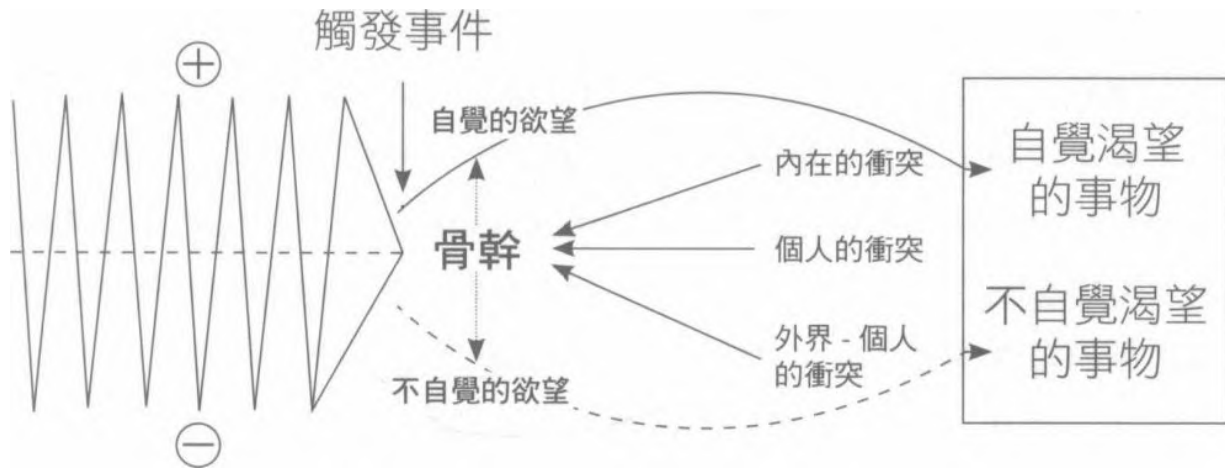 觸發事件
＋
自覺的欲望
內在的衝突
自覺渴望
的事物
骨幹
個人的衝突
不自覺渴望
的事物
外界 - 個人
的衝突
不自覺的欲望
－